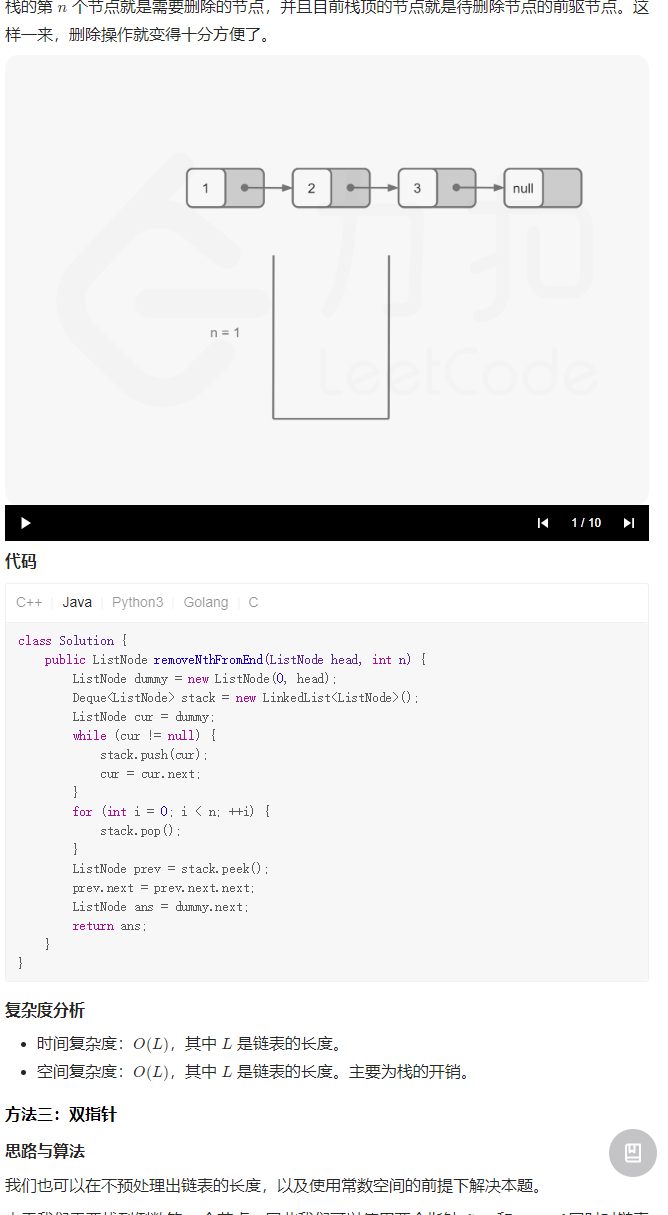 栈的第 n 个节点就是需要删除的节点，并且目前栈顶的节点就是待删除节点的前驱节点。这
样一来，删除操作就变得十分方便了。
1 2 3 null
力扣
n = 1
LeetCode
1 / 10
代码
C++ Java Python3 Golang C
class Solution {
    public ListNode removeNthFromEnd(ListNode head, int n) {
        ListNode dummy = new ListNode(0, head);
        Deque<ListNode> stack = new LinkedList<ListNode>();
        ListNode cur = dummy;
        while (cur != null) {
            stack.push(cur);
            cur = cur.next;
        }
        for (int i = 0; i < n; ++i) {
            stack.pop();
        }
        ListNode prev = stack.peek();
        prev.next = prev.next.next;
        ListNode ans = dummy.next;
        return ans;
    }
}
复杂度分析
• 时间复杂度：O(L)，其中 L 是链表的长度。
• 空间复杂度：O(L)，其中 L 是链表的长度。主要为栈的开销。
方法三：双指针
思路与算法
我们也可以在不预处理出链表的长度，以及使用常数空间的前提下解决本题。